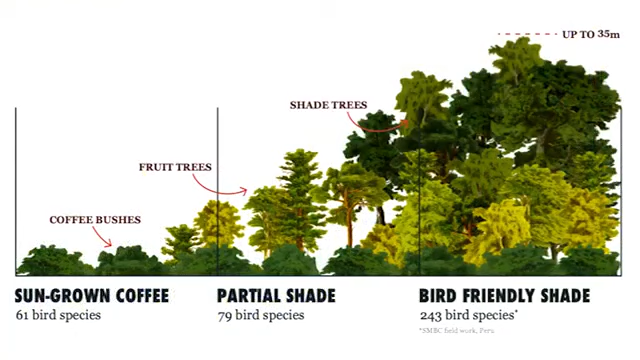 UP TO 35m
SHADE TREES
FRUIT TREES
COFFEE BUSHES
SUN-GROWN COFFEE
61 bird species
PARTIAL SHADE
79 bird species
BIRD FRIENDLY SHADE
243 bird species*
*SMBC field work, Peru